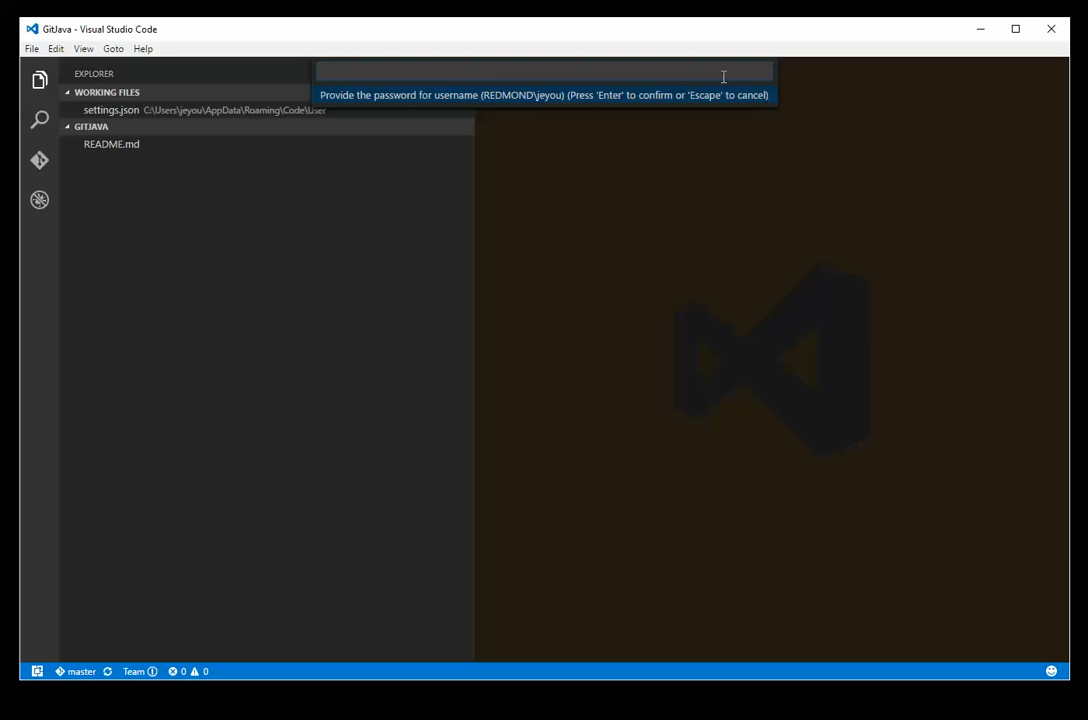 GitJava - Visual Studio Code
File Edit View Goto Help
EXPLORER
Provide the password for username (REDMOND\jeyou) (Press 'Enter' to confirm or 'Escape' to cancel)
WORKING FILES
settings.json C:\Users\jeyou\AppData\Roaming\Code\User
GITJAVA
README.md
master Team 0 0